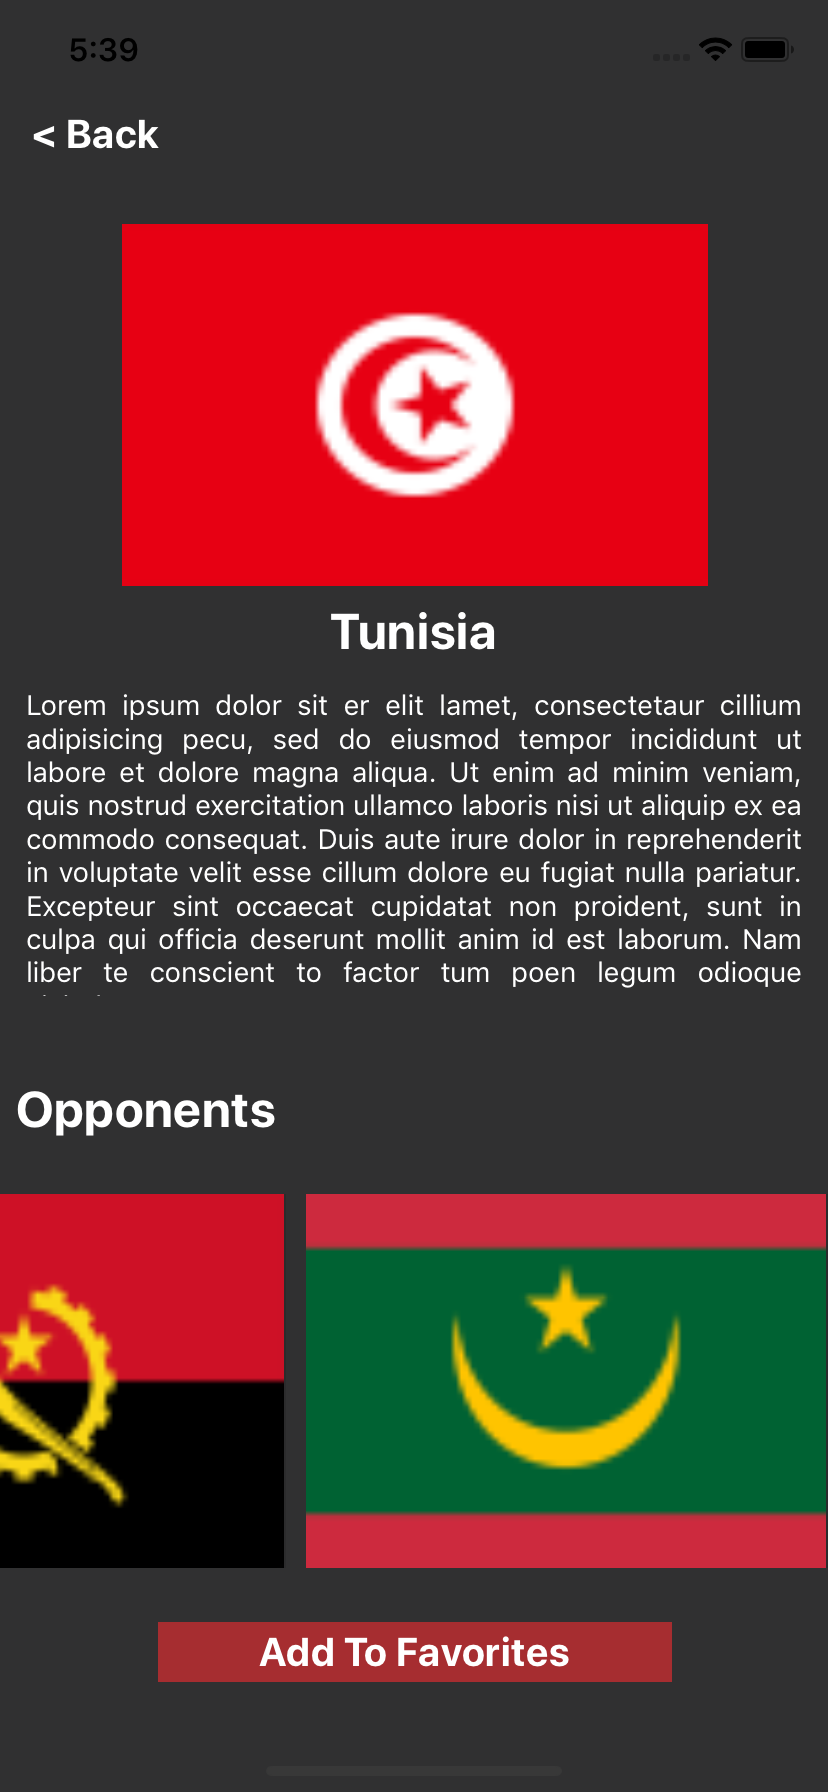 5:39
< Back
Tunisia
Lorem ipsum dolor sit er elit lamet, consectetaur cillium
adipisicing pecu, sed do eiusmod tempor incididunt ut
labore et dolore magna aliqua. Ut enim ad minim veniam,
quis nostrud exercitation ullamco laboris nisi ut aliquip ex ea
commodo consequat. Duis aute irure dolor in reprehenderit
in voluptate velit esse cillum dolore eu fugiat nulla pariatur.
Excepteur sint occaecat cupidatat non proident, sunt in
culpa qui officia deserunt mollit anim id est laborum. Nam
liber te conscient to factor tum poen legum odioque
Opponents
Add To Favorites